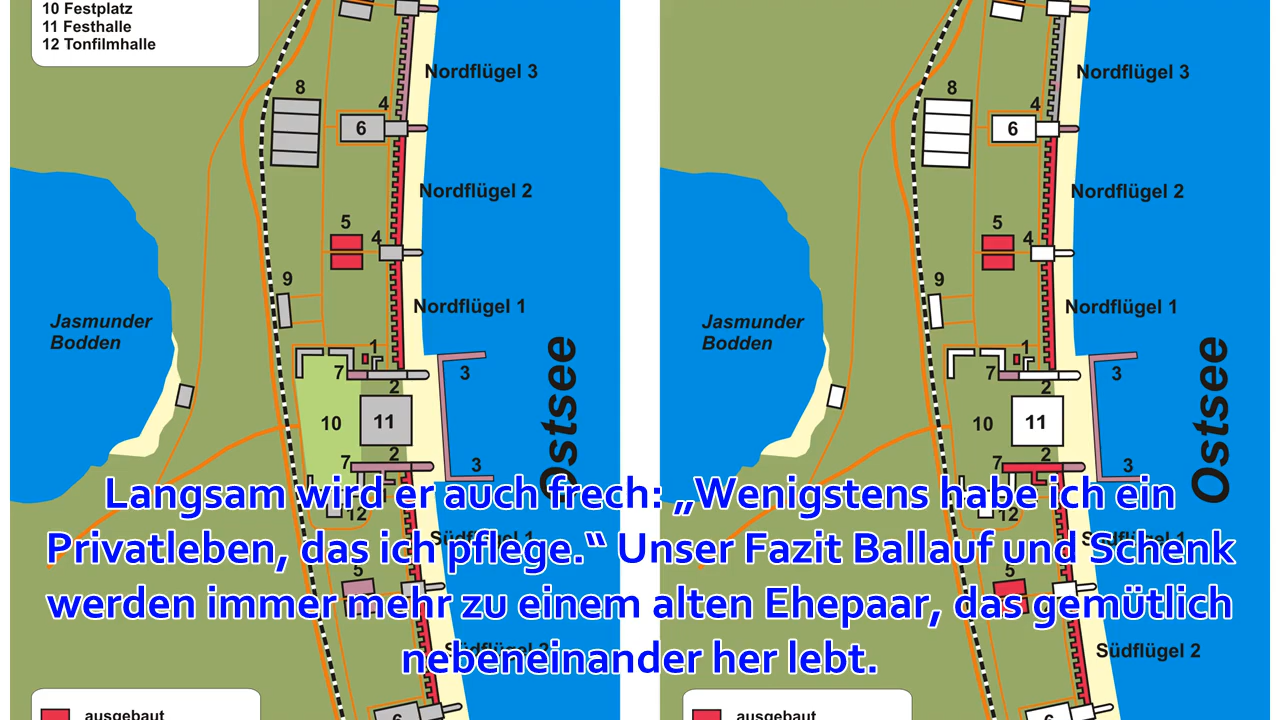 10 Festplatz
11 Festhalle
12 Tonfilmhalle
Nordflügel 3
Nordflügel 3
8
4
6
8
4
6
Nordflügel 2
Nordflügel 2
5
4
5
4
9
9
Nordflügel 1
Nordflügel 1
Jasmunder
Bodden
Jasmunder
Bodden
Ostsee
Ostsee
1
7
2
3
1
7
2
3
10
11
10
11
7
2
3
7
2
3
12
12
Langsam wird er auch frech: „Wenigstens habe ich ein
Privatleben, das ich pflege.“ Unser Fazit Ballauf und Schenk
werden immer mehr zu einem alten Ehepaar, das gemütlich
nebeneinander her lebt.
Südflügel 1
Südflügel 1
5
5
Südflügel 2
Südflügel 2
6
6
ausgebaut
ausgebaut